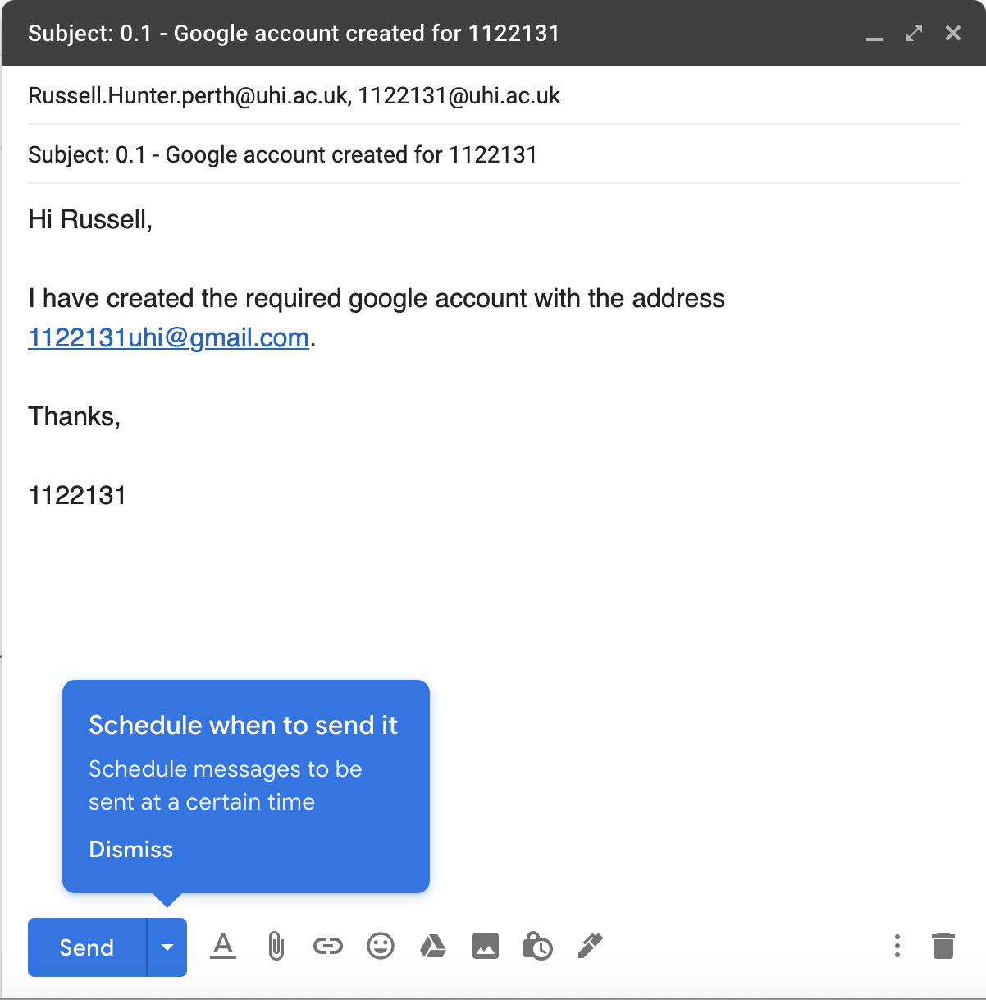 Subject: 0.1 - Google account created for 1122131
Russell.Hunter.perth@uhi.ac.uk, 1122131@uhi.ac.uk
Subject: 0.1 - Google account created for 1122131
Hi Russell,
I have created the required google account with the address
1122131uhi@gmail.com.
Thanks,
1122131
Schedule when to send it
Schedule messages to be
sent at a certain time
Dismiss
Send